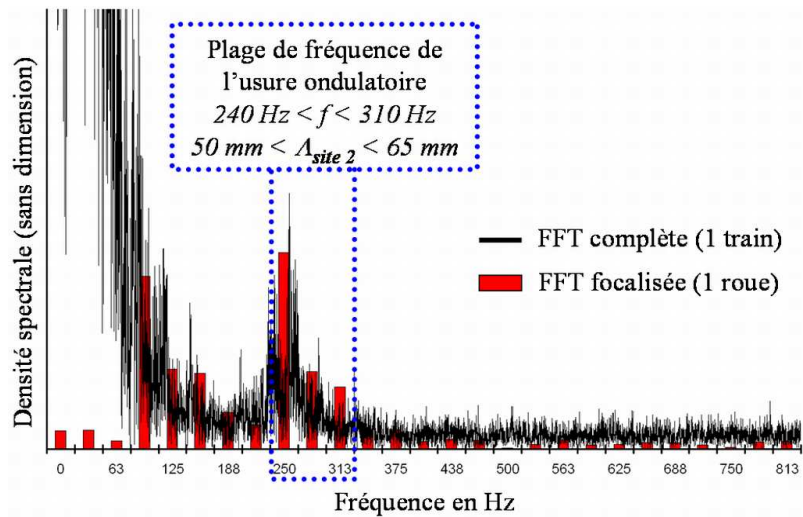 Plage de fréquence de
l’usure ondulatoire
240 Hz < f < 310 Hz
50 mm < Λsite 2 < 65 mm
Densité spectrale (sans dimension)
FFT complète (1 train)
FFT focalisée (1 roue)
0 63 125 188 250 313 375 438 500 563 625 688 750 813
Fréquence en Hz